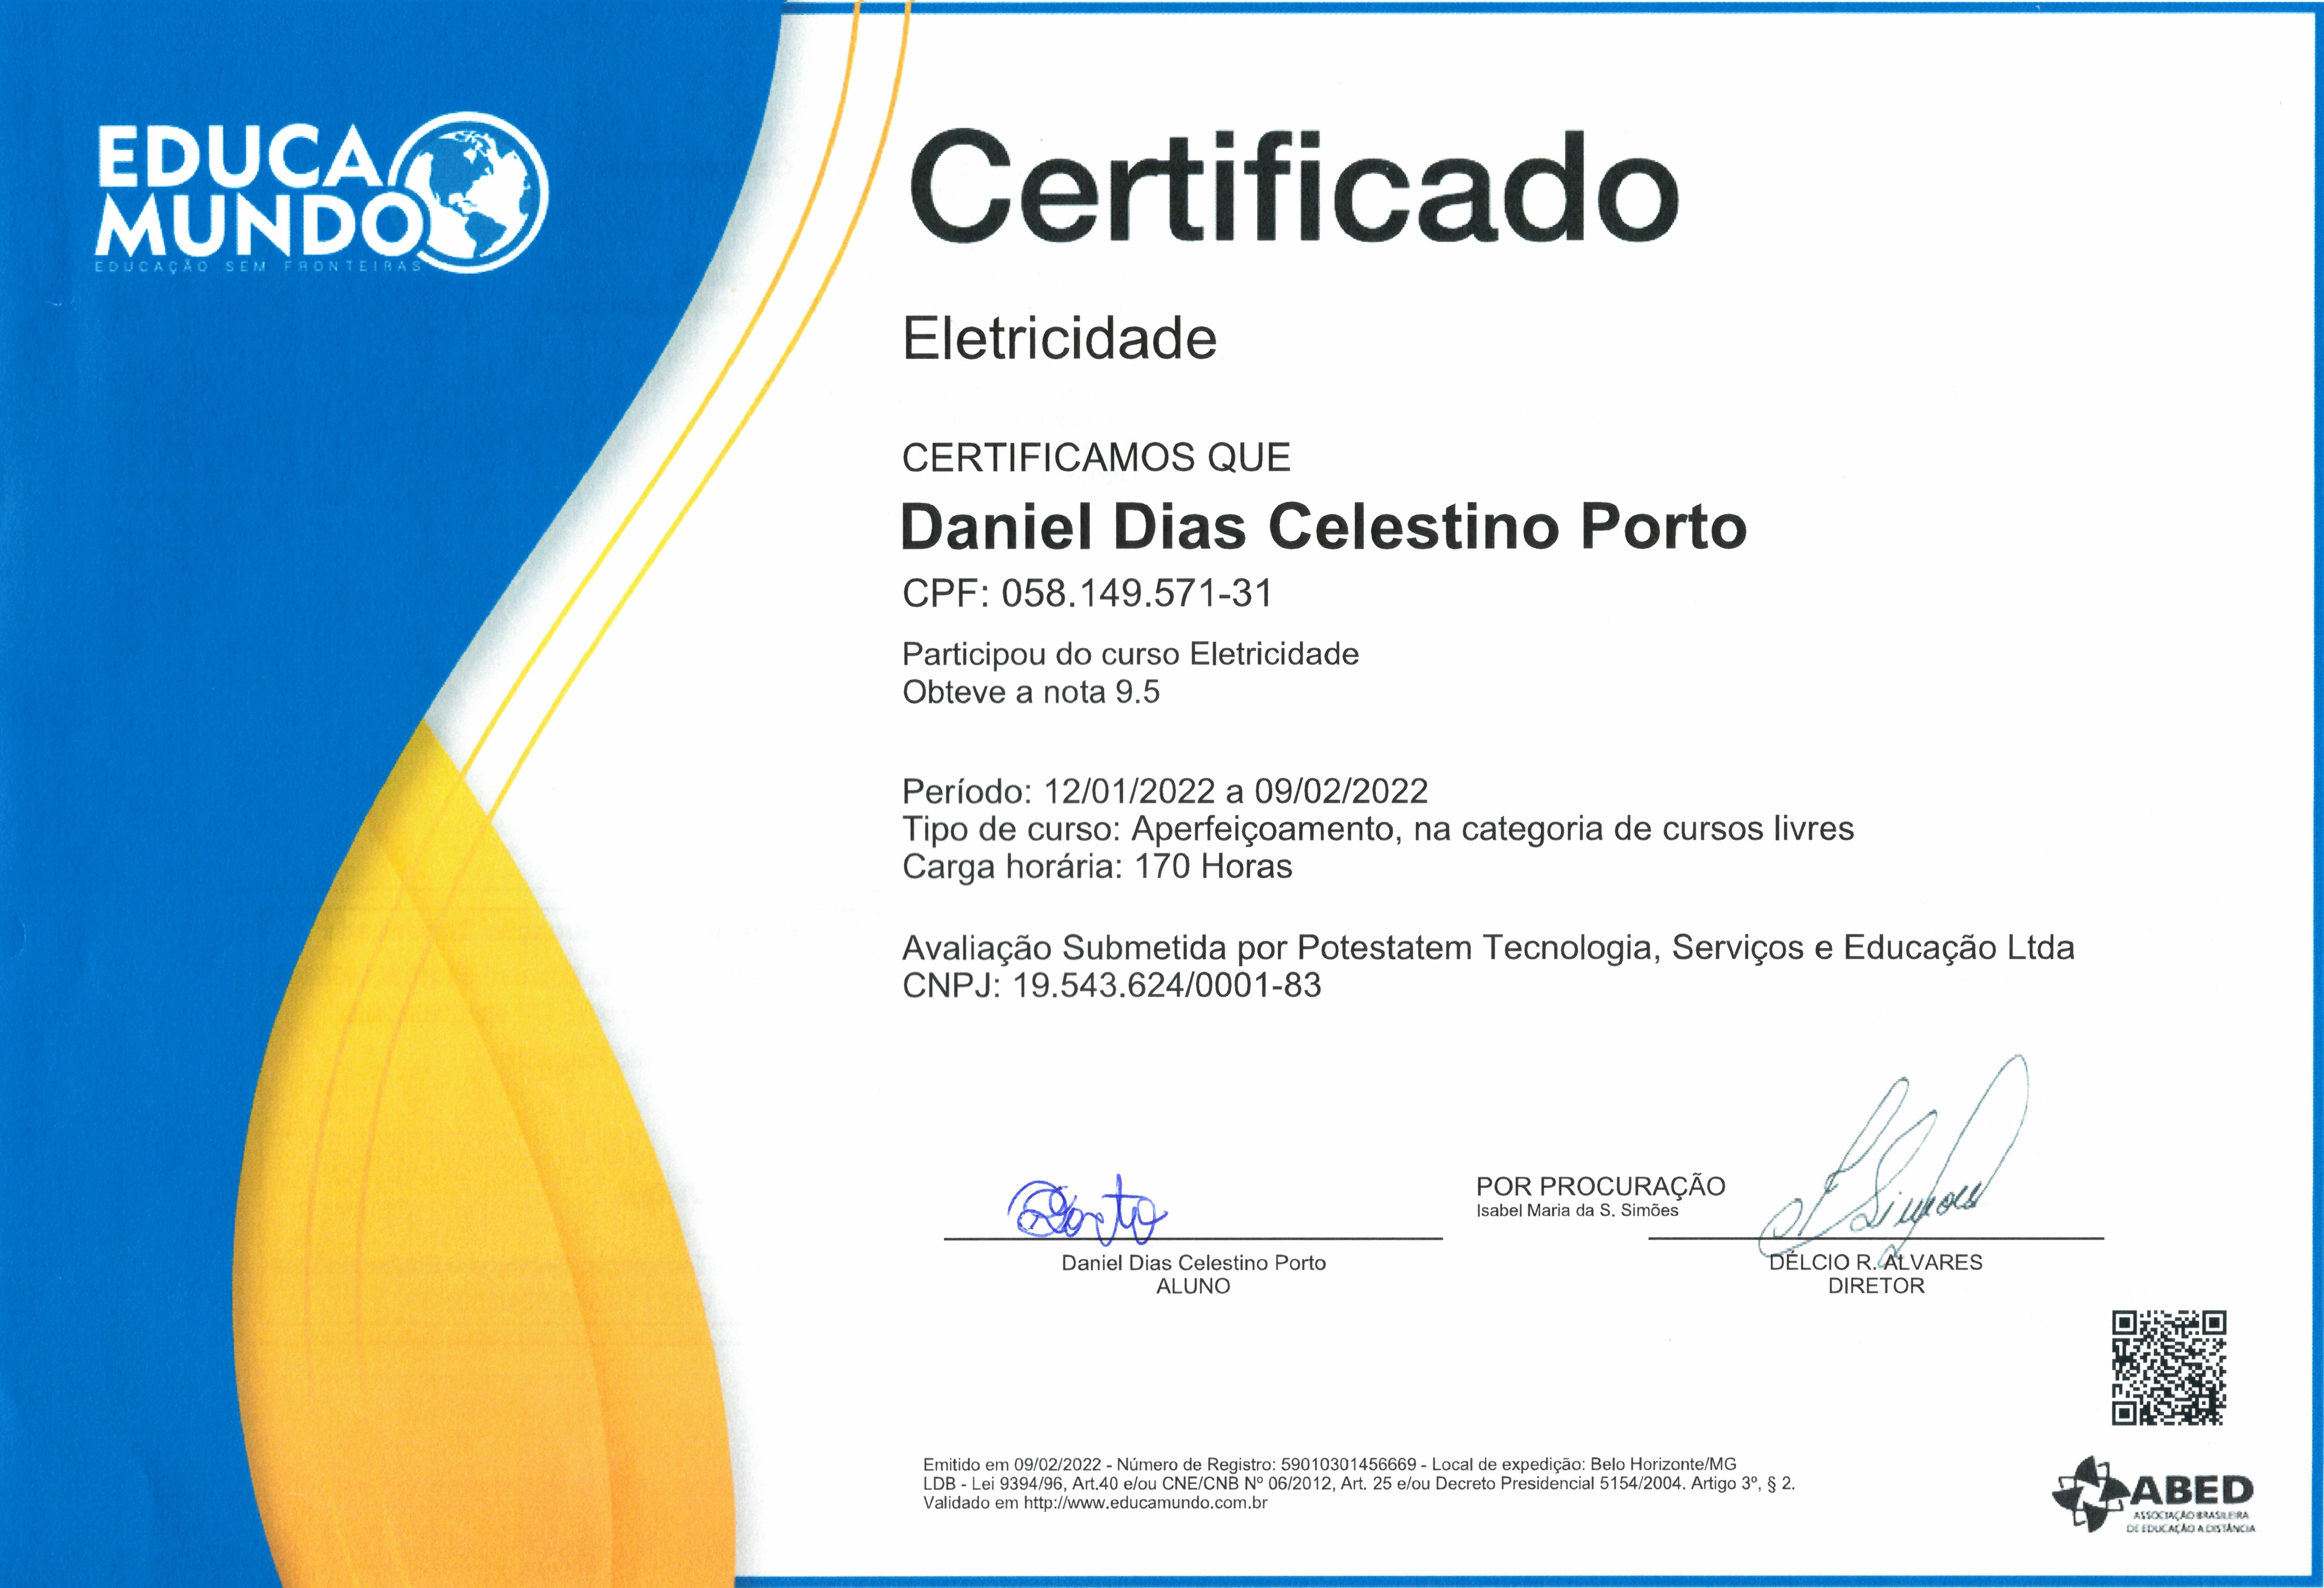 EDUCA
MUNDO
EDUCAÇÃO SEM FRONTEIRAS
Certificado
Eletricidade
CERTIFICAMOS QUE
Daniel Dias Celestino Porto
CPF: 058.149.571-31
Participou do curso Eletricidade
Obteve a nota 9.5
Período: 12/01/2022 a 09/02/2022
Tipo de curso: Aperfeiçoamento, na categoria de cursos livres
Carga horária: 170 Horas
Avaliação Submetida por Potestatem Tecnologia, Serviços e Educação Ltda
CNPJ: 19.543.624/0001-83
Porto
Daniel Dias Celestino Porto
ALUNO
POR PROCURAÇÃO
Isabel Maria da S. Simões
Simões
DÉLCIO R. ALVARES
DIRETOR
Emitido em 09/02/2022 - Número de Registro: 59010301456669 - Local de expedição: Belo Horizonte/MG
LDB - Lei 9394/96, Art.40 e/ou CNE/CNB Nº 06/2012, Art. 25 e/ou Decreto Presidencial 5154/2004. Artigo 3º, § 2.
Validado em http://www.educamundo.com.br
ABED
ASSOCIAÇÃO BRASILEIRA
DE EDUCAÇÃO A DISTÂNCIA